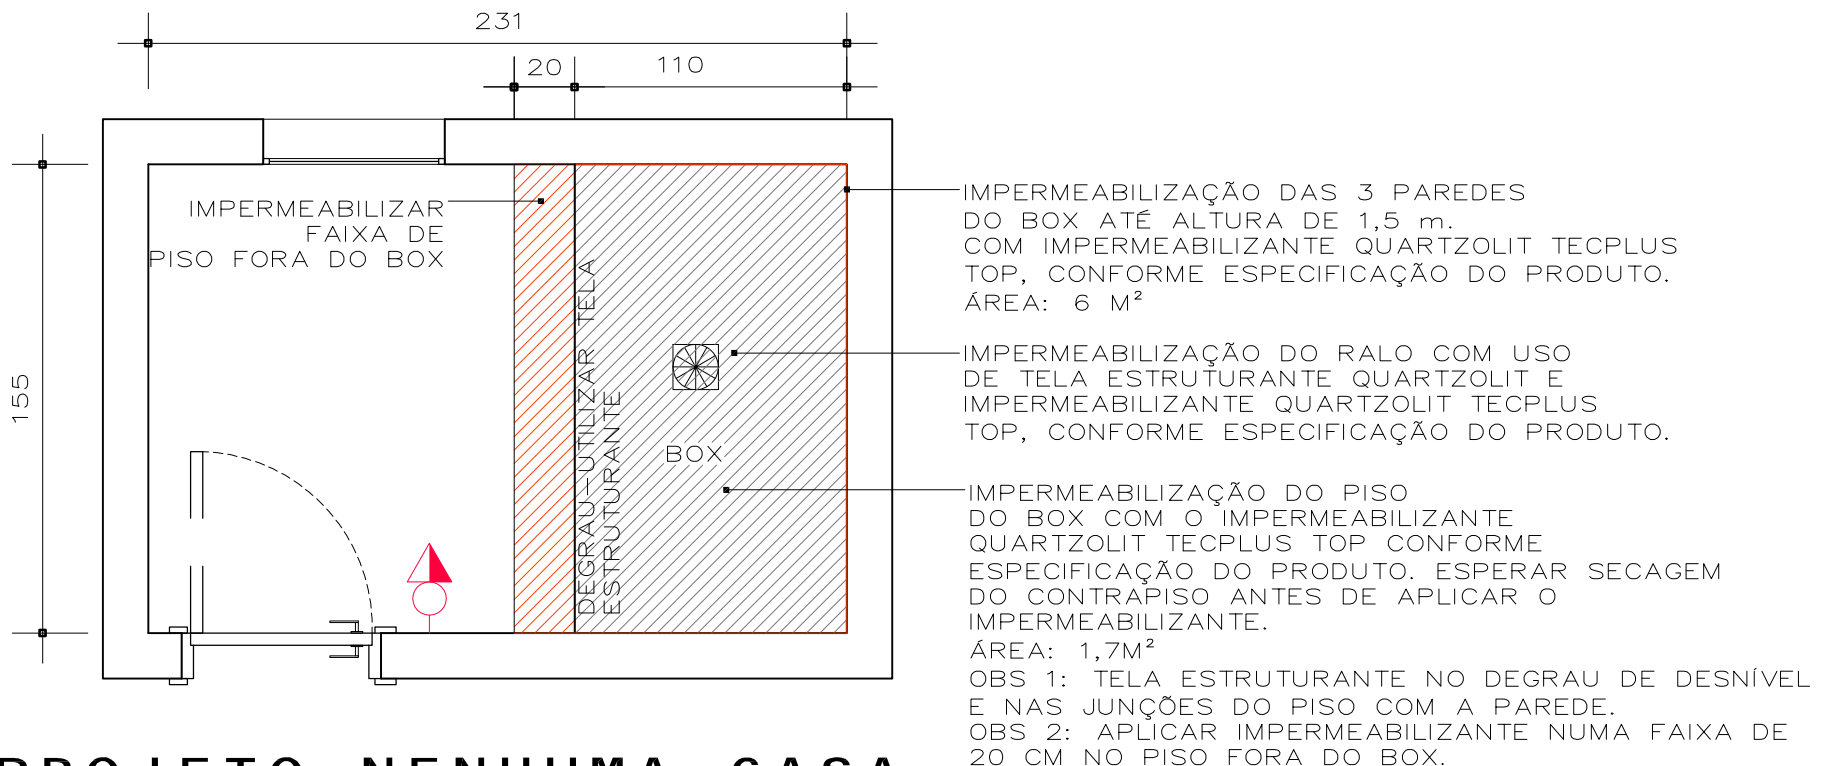 231
20
110
155
IMPERMEABILIZAR
FAIXA DE
PISO FORA DO BOX
DEGRAU-UTILIZAR TELA
ESTRUTURANTE
BOX
IMPERMEABILIZAÇÃO DAS 3 PAREDES
DO BOX ATÉ ALTURA DE 1,5 m.
COM IMPERMEABILIZANTE QUARTZOLIT TECPLUS
TOP, CONFORME ESPECIFICAÇÃO DO PRODUTO.
ÁREA: 6 M²
IMPERMEABILIZAÇÃO DO RALO COM USO
DE TELA ESTRUTURANTE QUARTZOLIT E
IMPERMEABILIZANTE QUARTZOLIT TECPLUS
TOP, CONFORME ESPECIFICAÇÃO DO PRODUTO.
IMPERMEABILIZAÇÃO DO PISO
DO BOX COM O IMPERMEABILIZANTE
QUARTZOLIT TECPLUS TOP CONFORME
ESPECIFICAÇÃO DO PRODUTO. ESPERAR SECAGEM
DO CONTRAPISO ANTES DE APLICAR O
IMPERMEABILIZANTE.
ÁREA: 1,7M²
OBS 1: TELA ESTRUTURANTE NO DEGRAU DE DESNÍVEL
E NAS JUNÇÕES DO PISO COM A PAREDE.
OBS 2: APLICAR IMPERMEABILIZANTE NUMA FAIXA DE
20 CM NO PISO FORA DO BOX.
PROJETO NENHUMA CASA